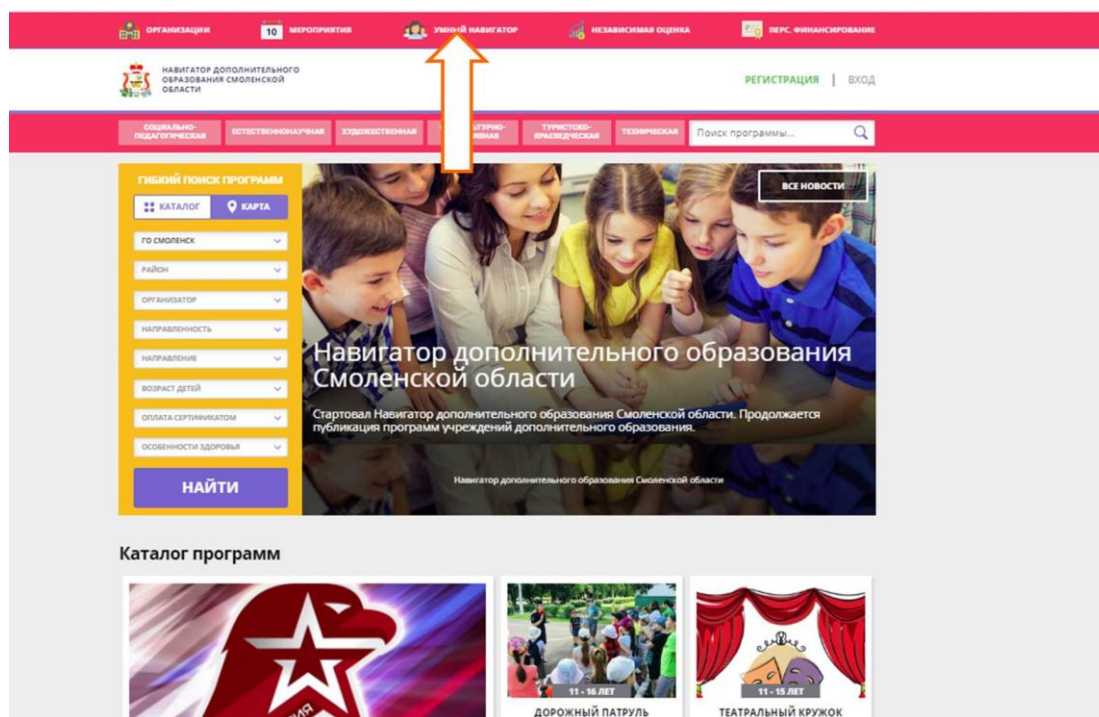 ОРГАНИЗАЦИИ
10 МЕРОПРИЯТИЯ
УМНЫЙ НАВИГАТОР
НЕЗАВИСИМАЯ ОЦЕНКА
ПЕРС. ФИНАНСИРОВАНИЕ
НАВИГАТОР ДОПОЛНИТЕЛЬНОГО
ОБРАЗОВАНИЯ СМОЛЕНСКОЙ
ОБЛАСТИ
РЕГИСТРАЦИЯ | ВХОД
СОЦИАЛЬНО-
ПЕДАГОГИЧЕСКАЯ
ЕСТЕСТВЕННОНАУЧНАЯ
ХУДОЖЕСТВЕННАЯ
ТУРИСТСКО-
КРАЕВЕДЧЕСКАЯ
ТЕХНИЧЕСКАЯ
Поиск программы...
ГИБКИЙ ПОИСК ПРОГРАММ
КАТАЛОГ
КАРТА
ГО СМОЛЕНСК
РАЙОН
ОРГАНИЗАТОР
НАПРАВЛЕННОСТЬ
НАПРАВЛЕНИЕ
ВОЗРАСТ ДЕТЕЙ
ОПЛАТА СЕРТИФИКАТОМ
ОСОБЕННОСТИ ЗДОРОВЬЯ
НАЙТИ
ВСЕ НОВОСТИ
Навигатор дополнительного образования
Смоленской области
Стартовал Навигатор дополнительного образования Смоленской области. Продолжается
публикация программ учреждений дополнительного образования.
Навигатор дополнительного образования Смоленской области
Каталог программ
11 - 16 ЛЕТ
ДОРОЖНЫЙ ПАТРУЛЬ
11 - 15 ЛЕТ
ТЕАТРАЛЬНЫЙ КРУЖОК